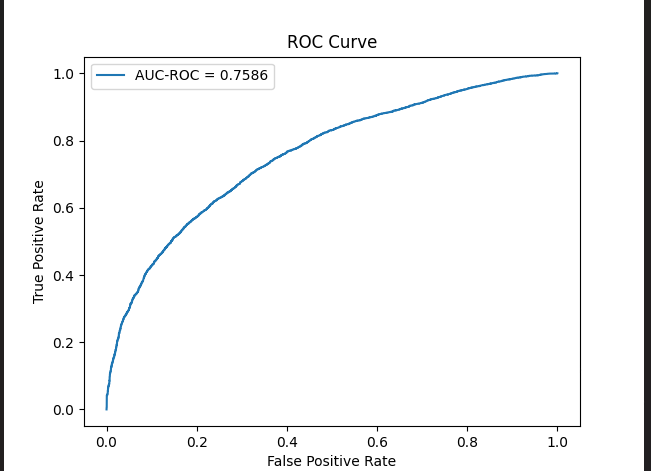 ROC Curve
AUC-ROC = 0.7586
1.0
0.8
0.6
0.4
0.2
0.0
True Positive Rate
0.0 0.2 0.4 0.6 0.8 1.0
False Positive Rate